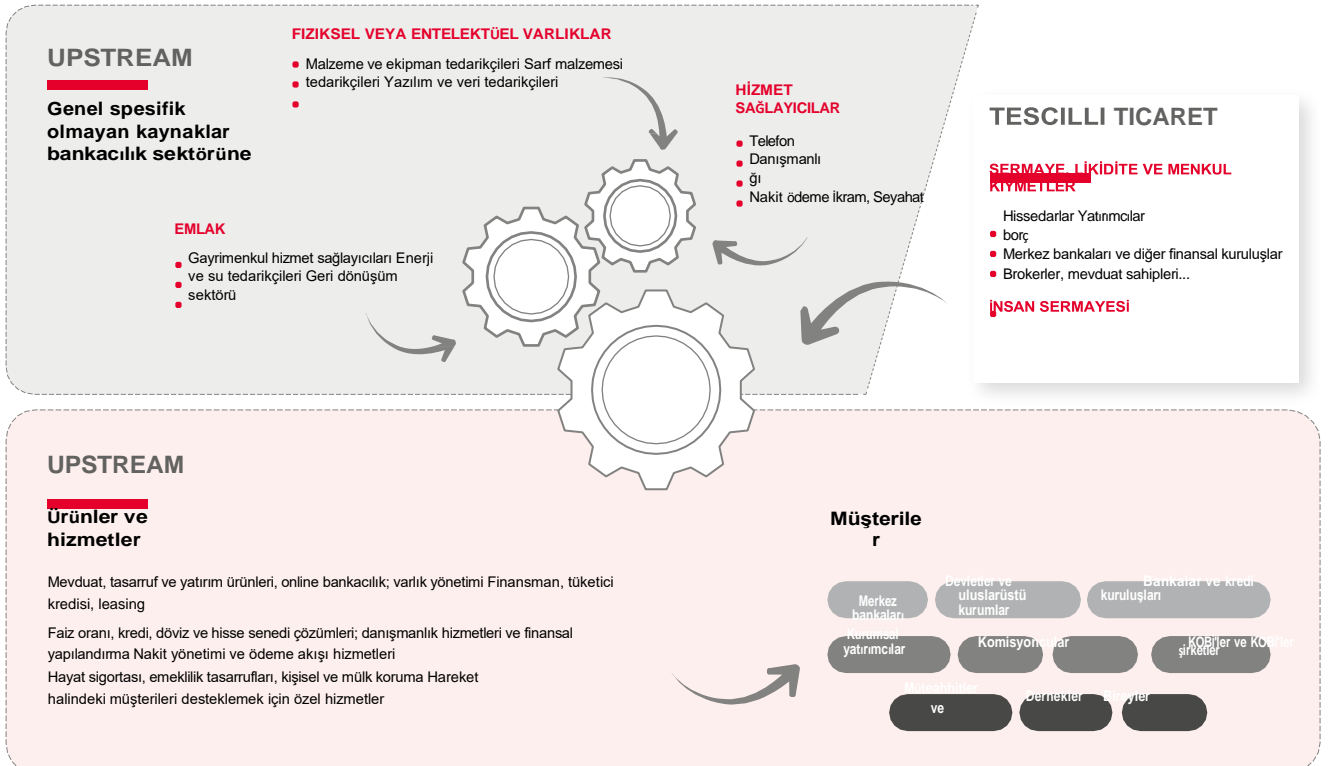 UPSTREAM
Genel spesifik
olmayan kaynaklar
bankacılık sektörüne
FIZIKSEL VEYA ENTELEKTÜEL VARLIKLAR
Malzeme ve ekipman tedarikçileri Sarf malzemesi
tedarikçileri Yazılım ve veri tedarikçileri
HİZMET
SAĞLAYICILAR
Telefon
Danışmanlı
ğı
Nakit ödeme İkram, Seyahat
EMLAK
Gayrimenkul hizmet sağlayıcıları Enerji
ve su tedarikçileri Geri dönüşüm
sektörü
TESCILLI TICARET
SERMAYE, LİKİDİTE VE MENKUL
KIYMETLER
Hissedarlar Yatırımcılar
borç
Merkez bankaları ve diğer finansal kuruluşlar
Brokerler, mevduat sahipleri...
İNSAN SERMAYESİ
UPSTREAM
Ürünler ve
hizmetler
Mevduat, tasarruf ve yatırım ürünleri, online bankacılık; varlık yönetimi Finansman, tüketici
kredisi, leasing
Faiz oranı, kredi, döviz ve hisse senedi çözümleri; danışmanlık hizmetleri ve finansal
yapılandırma Nakit yönetimi ve ödeme akışı hizmetleri
Hayat sigortası, emeklilik tasarrufları, kişisel ve mülk koruma Hareket
halindeki müşterileri desteklemek için özel hizmetler
Müşterile
r
Merkez
bankaları
Devletler ve
uluslarüstü
kurumlar
Bankalar ve kredi
kuruluşları
Kurumsal
yatırımcılar
Komisyoncular
KOBİ'ler ve KOBİ'ler
şirketler
Müteahhitler
ve
Dernekler
Bireyler